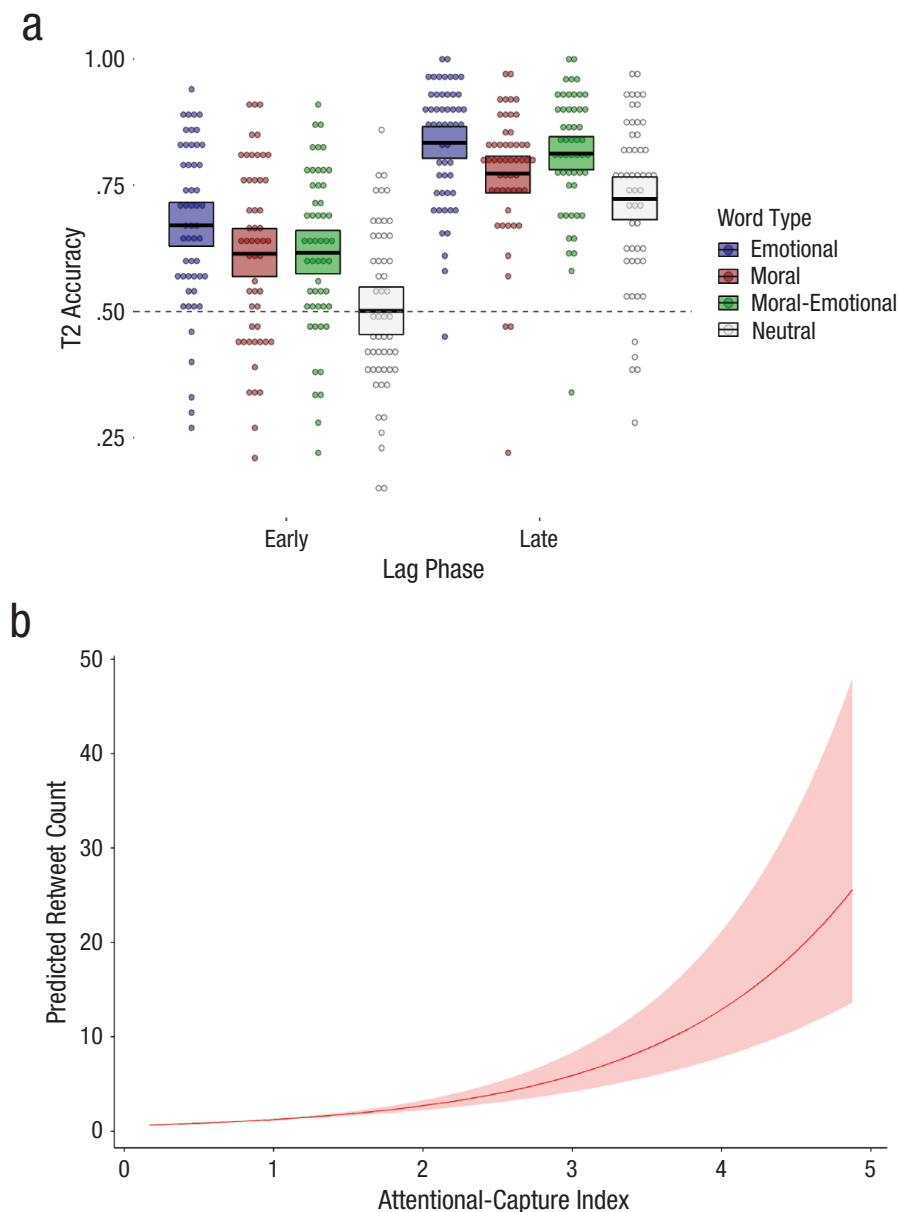 a
1.00
.75
.50
.25
T2 Accuracy
Early
Late
Lag Phase
Word Type
Emotional
Moral
Moral-Emotional
Neutral
b
50
40
30
20
10
0
Predicted Retweet Count
0
1
2
3
4
5
Attentional-Capture Index